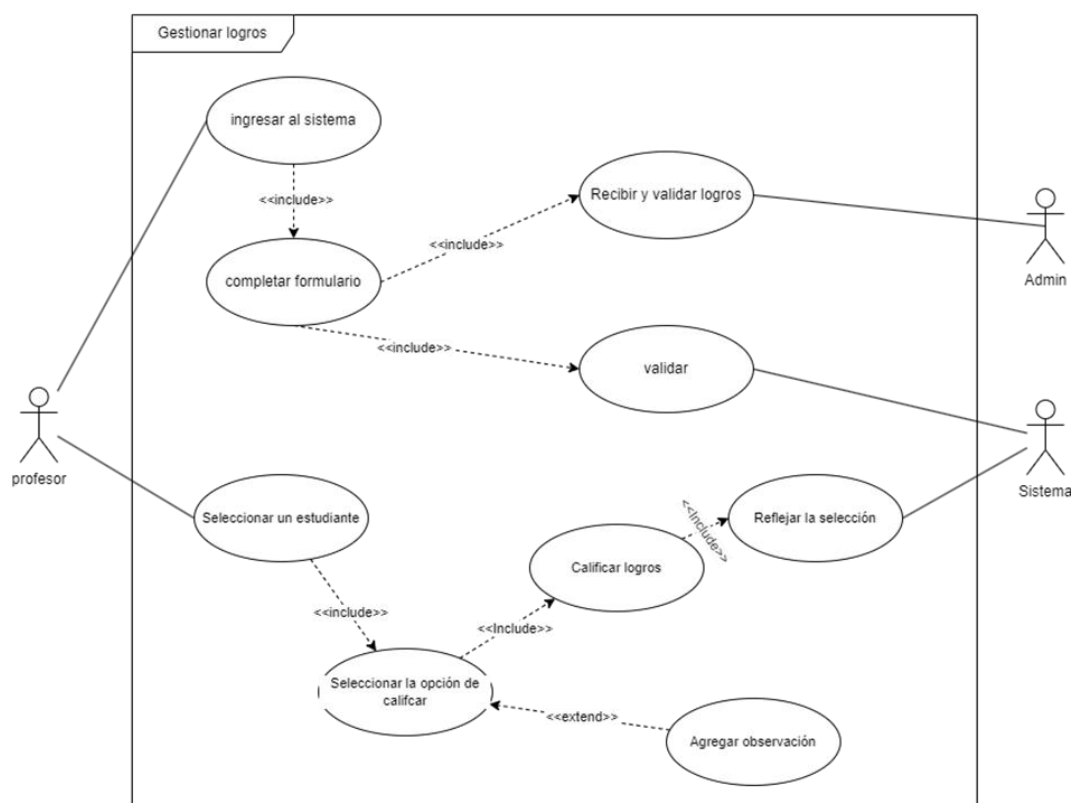 Gestionar logros
ingresar al sistema
<<include>>
Recibir y validar logros
<<include>>
completar formulario
Admin
<<include>>
validar
profesor
Sistema
Seleccionar un estudiante
<<Include>>
Reflejar la selección
Calificar logros
<<include>>
<<Include>>
Seleccionar la opción de
califcar
<<extend>>
Agregar observación